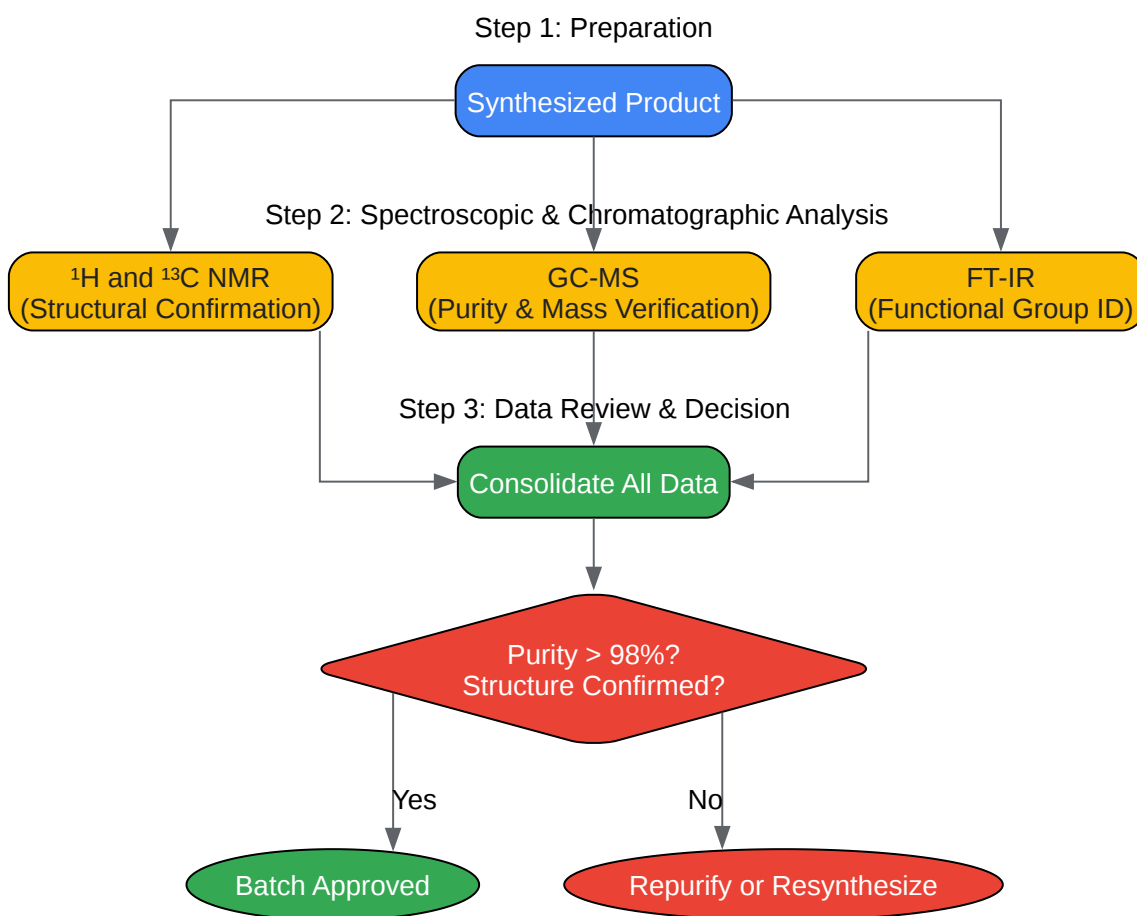 Step 1: Preparation
Synthesized Product
Step 2: Spectroscopic & Chromatographic Analysis
¹H and ¹³C NMR
(Structural Confirmation)
GC-MS
(Purity & Mass Verification)
FT-IR
(Functional Group ID)
Step 3: Data Review & Decision
Consolidate All Data
Purity > 98%?
Structure Confirmed?
Yes
No
Batch Approved
Repurify or Resynthesize